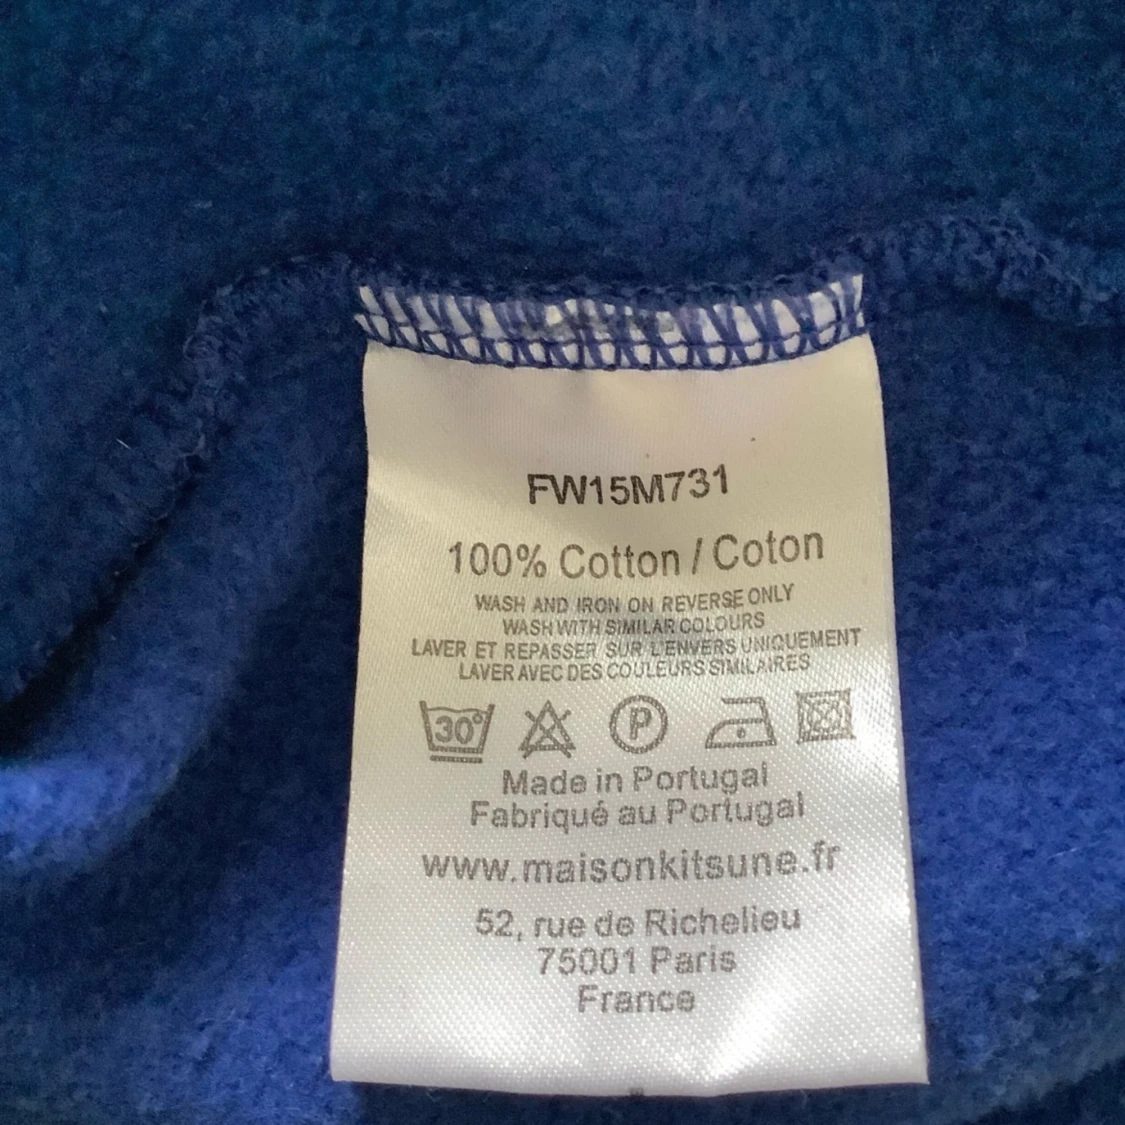 FW15M731
100% Cotton / Coton
WASH AND IRON ON REVERSE ONLY
WASH WITH SIMILAR COLOURS
LAVER ET REPASSER SUR L'ENVERS UNIQUEMENT
LAVER AVEC DES COULEURS SIMILAIRES
30° P
Made in Portugal
Fabriqué au Portugal
www.maisonkitsune.fr
52, rue de Richelieu
75001 Paris
France